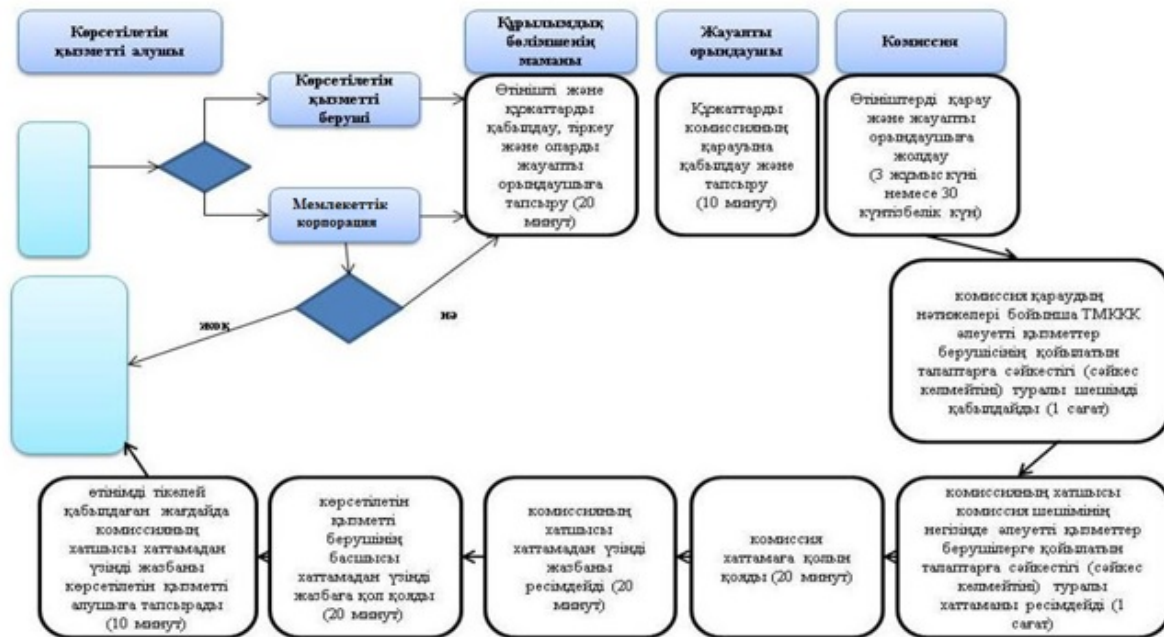 Көрсетілетін
қызметті алушы
Құрылымдық
бөлімшенің
маманы
Жауапты
орындаушы
Комиссия
Көрсетілетін
қызметті
беруші
Мемлекеттік
корпорация
Өтінішті және
құжаттарды
қабылдау, тіркеу
және оларды
жауапты
орындаушыға
тапсыру (20
минут)
Құжаттарды
комиссияның
қарауына
қабылдау және
тапсыру
(10 минут)
Өтініштерді қарау
және жауапты
орындаушыға
жолдау
(3 жұмыс күні
немесе 30
күнтізбелік күн)
жоқ
иә
комиссия қараудың
нәтижелері бойынша ТМККК
әлеуетті қызметтер
берушісінің қойылатын
талаптарға сәйкестігі (сәйкес
келмейтіні) туралы шешімді
қабылдайды (1 сағат)
комиссияның хатшысы
комиссия шешімінің
негізінде әлеуетті қызметтер
берушілерге қойылатын
талаптарға сәйкестігі (сәйкес
келмейтіні) туралы
хаттаманы ресімдейді (1
сағат)
комиссия
хаттамаға қолын
қояды (20 минут)
комиссияның
хатшысы
хаттамадан үзінді
жазбаны
ресімдейді (20 минут)
көрсетілетін
қызметті
берушінің
басшысы
хаттамадан үзінді
жазбаға қол қояды
(20 минут)
өтінімді тікелей
қабылдаған жағдайда
комиссияның
хатшысы хаттамадан
үзінді жазбаны
көрсетілетін қызметті
алушыға тапсырады
(10 минут)